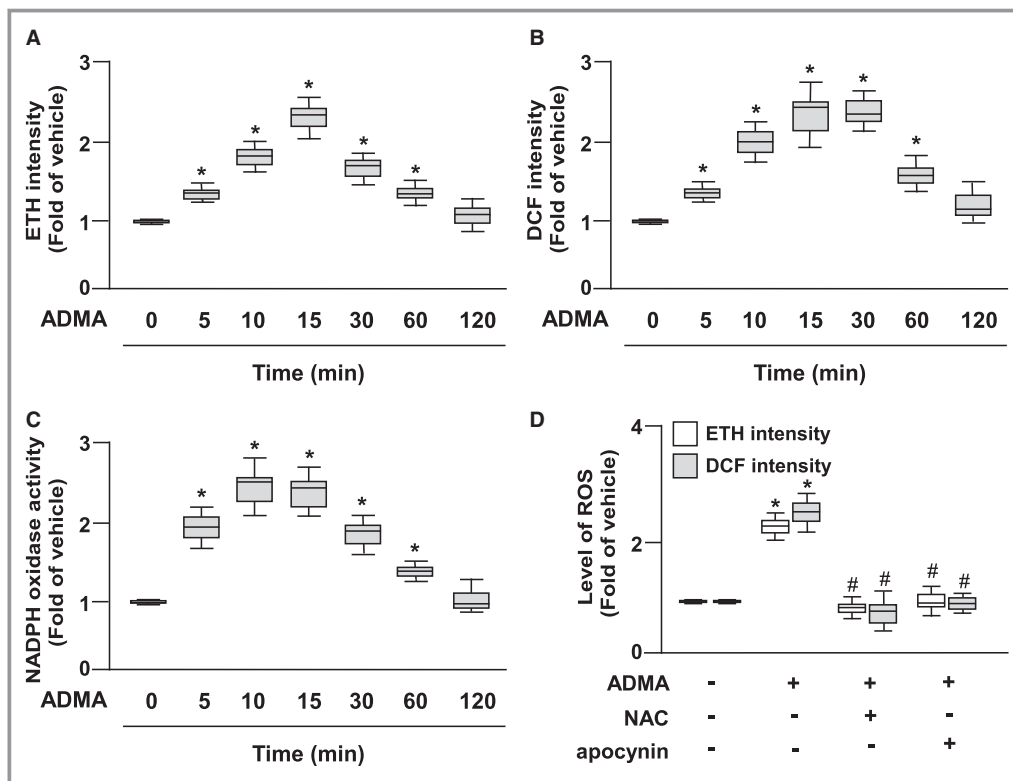 A
ETH intensity
(Fold of vehicle)
3
2
1
0
* * * * *
ADMA 0 5 10 15 30 60 120
Time (min)
B
DCF intensity
(Fold of vehicle)
3
2
1
0
* * * * *
ADMA 0 5 10 15 30 60 120
Time (min)
C
NADPH oxidase activity
(Fold of vehicle)
3
2
1
0
* * * * *
ADMA 0 5 10 15 30 60 120
Time (min)
D
Level of ROS
(Fold of vehicle)
4
2
0
ETH intensity
DCF intensity
* *
# # # #
ADMA - + + +
NAC - - + -
apocynin - - - +